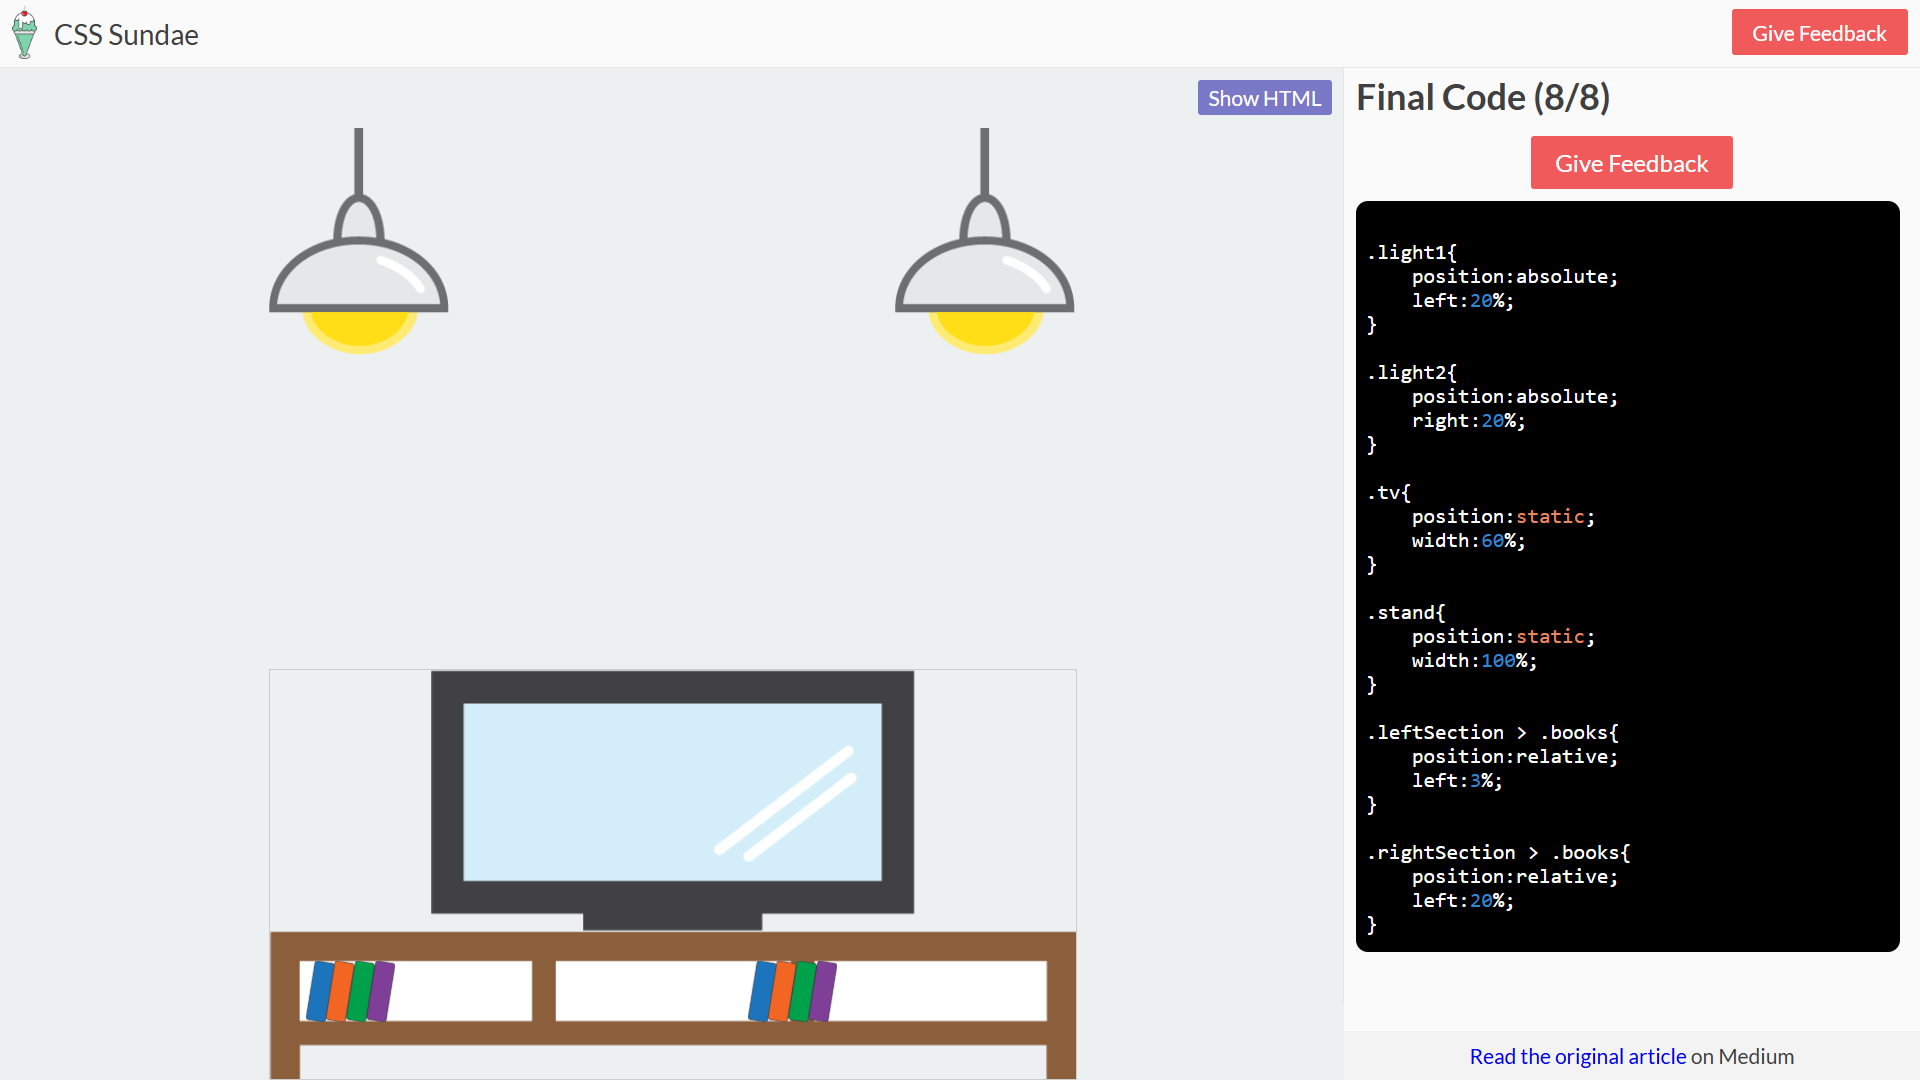 CSS Sundae
Give Feedback
Show HTML
Final Code (8/8)
Give Feedback
.light1{
    position:absolute;
    left:20%;
}
.light2{
    position:absolute;
    right:20%;
}
.tv{
    position:static;
    width:60%;
}
.stand{
    position:static;
    width:100%;
}
.leftSection > .books{
    position:relative;
    left:3%;
}
.rightSection > .books{
    position:relative;
    left:20%;
}
Read the original article on Medium